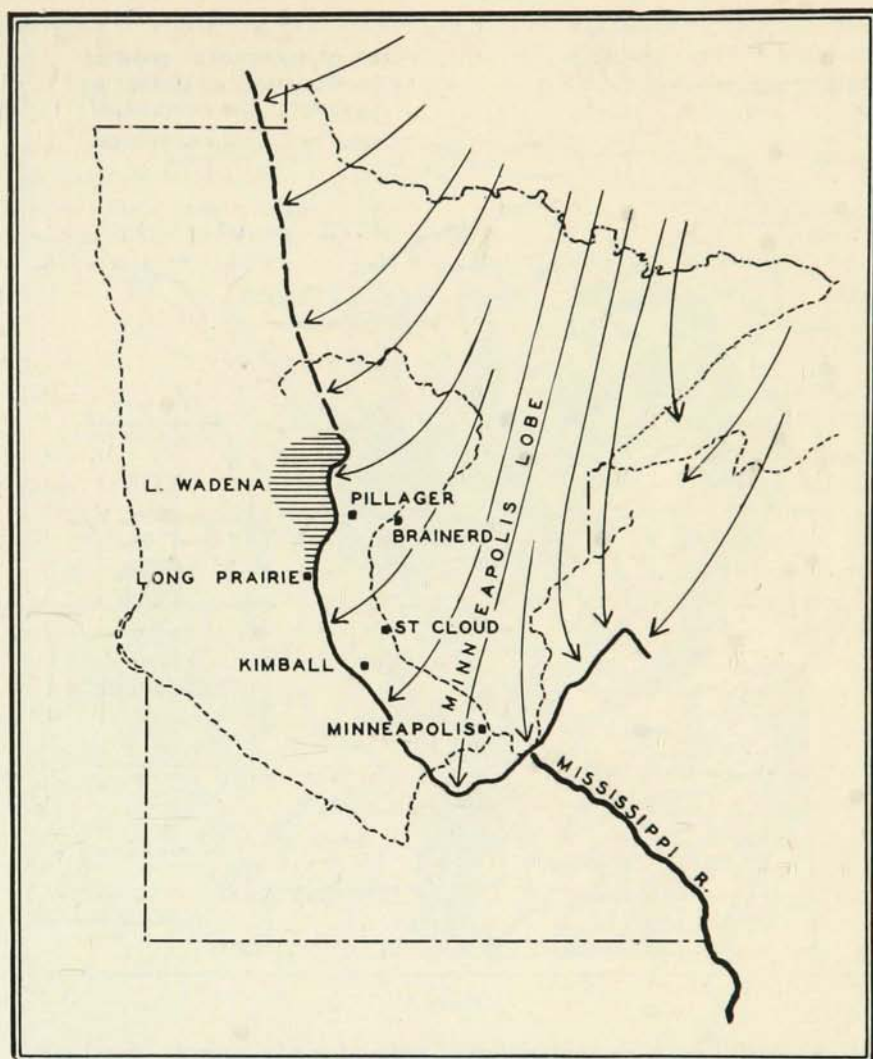 L. WADENA
PILLAGER
BRAINERD
LONG PRAIRIE
ST CLOUD
KIMBALL
MINNEAPOLIS
MINNEAPOLIS LOBE
MISSISSIPPI R.